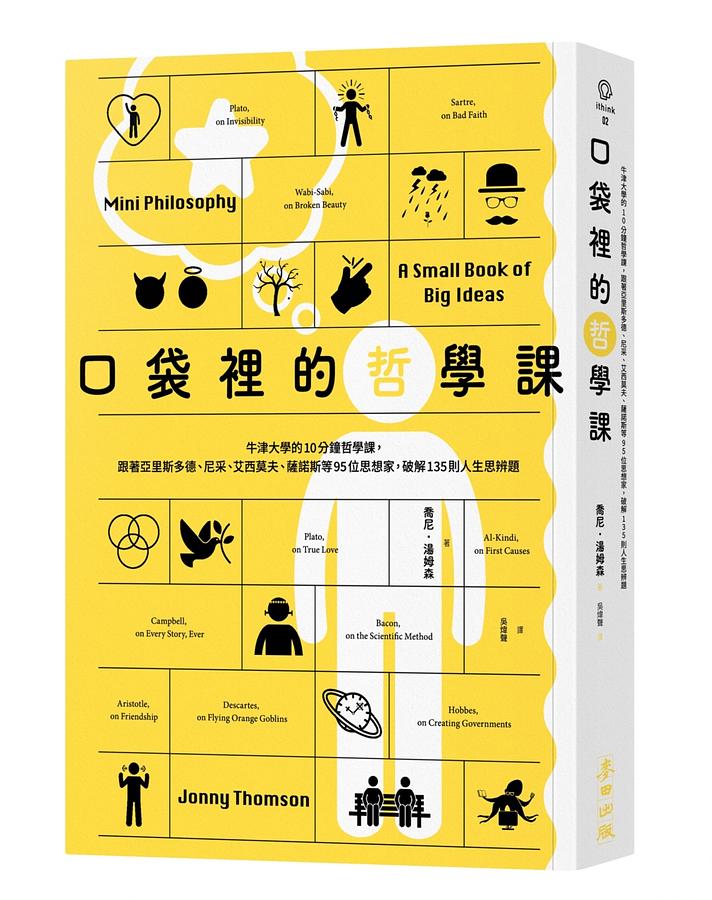 Plato,
on Invisibility
Sartre,
on Bad Faith
Mini Philosophy
Wabi-Sabi,
on Broken Beauty
A Small Book of
Big Ideas
口袋裡的哲學課
牛津大學的10分鐘哲學課，
跟著亞里斯多德、尼采、艾西莫夫、薩諾斯等95位思想家，破解135則人生思辨題
Plato,
on True Love
喬尼・湯姆森 著
Al-Kindi,
on First Causes
Campbell,
on Every Story, Ever
Bacon,
on the Scientific Method
吳煒聲 譯
Aristotle,
on Friendship
Descartes,
on Flying Orange Goblins
Hobbes,
on Creating Governments
Jonny Thomson
ithink
02
口袋裡的哲學課
牛津大學的10分鐘哲學課，跟著亞里斯多德、尼采、艾西莫夫、薩諾斯等95位思想家，破解135則人生思辨題
喬尼・湯姆森 著
吳煒聲 譯
麥田出版